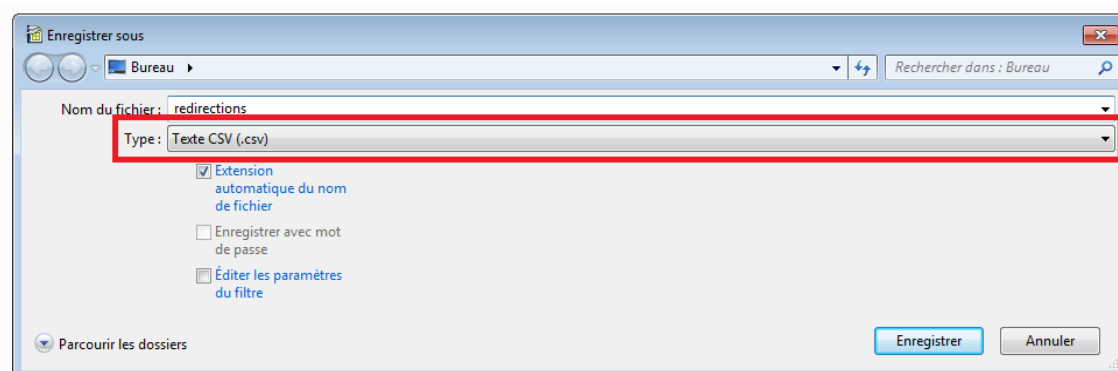 Enregistrer sous
Bureau
Rechercher dans : Bureau
Nom du fichier : redirections
Type : Texte CSV (.csv)
Extension
automatique du nom
de fichier
Enregistrer avec mot
de passe
Éditer les paramètres
du filtre
Parcourir les dossiers
Enregistrer
Annuler